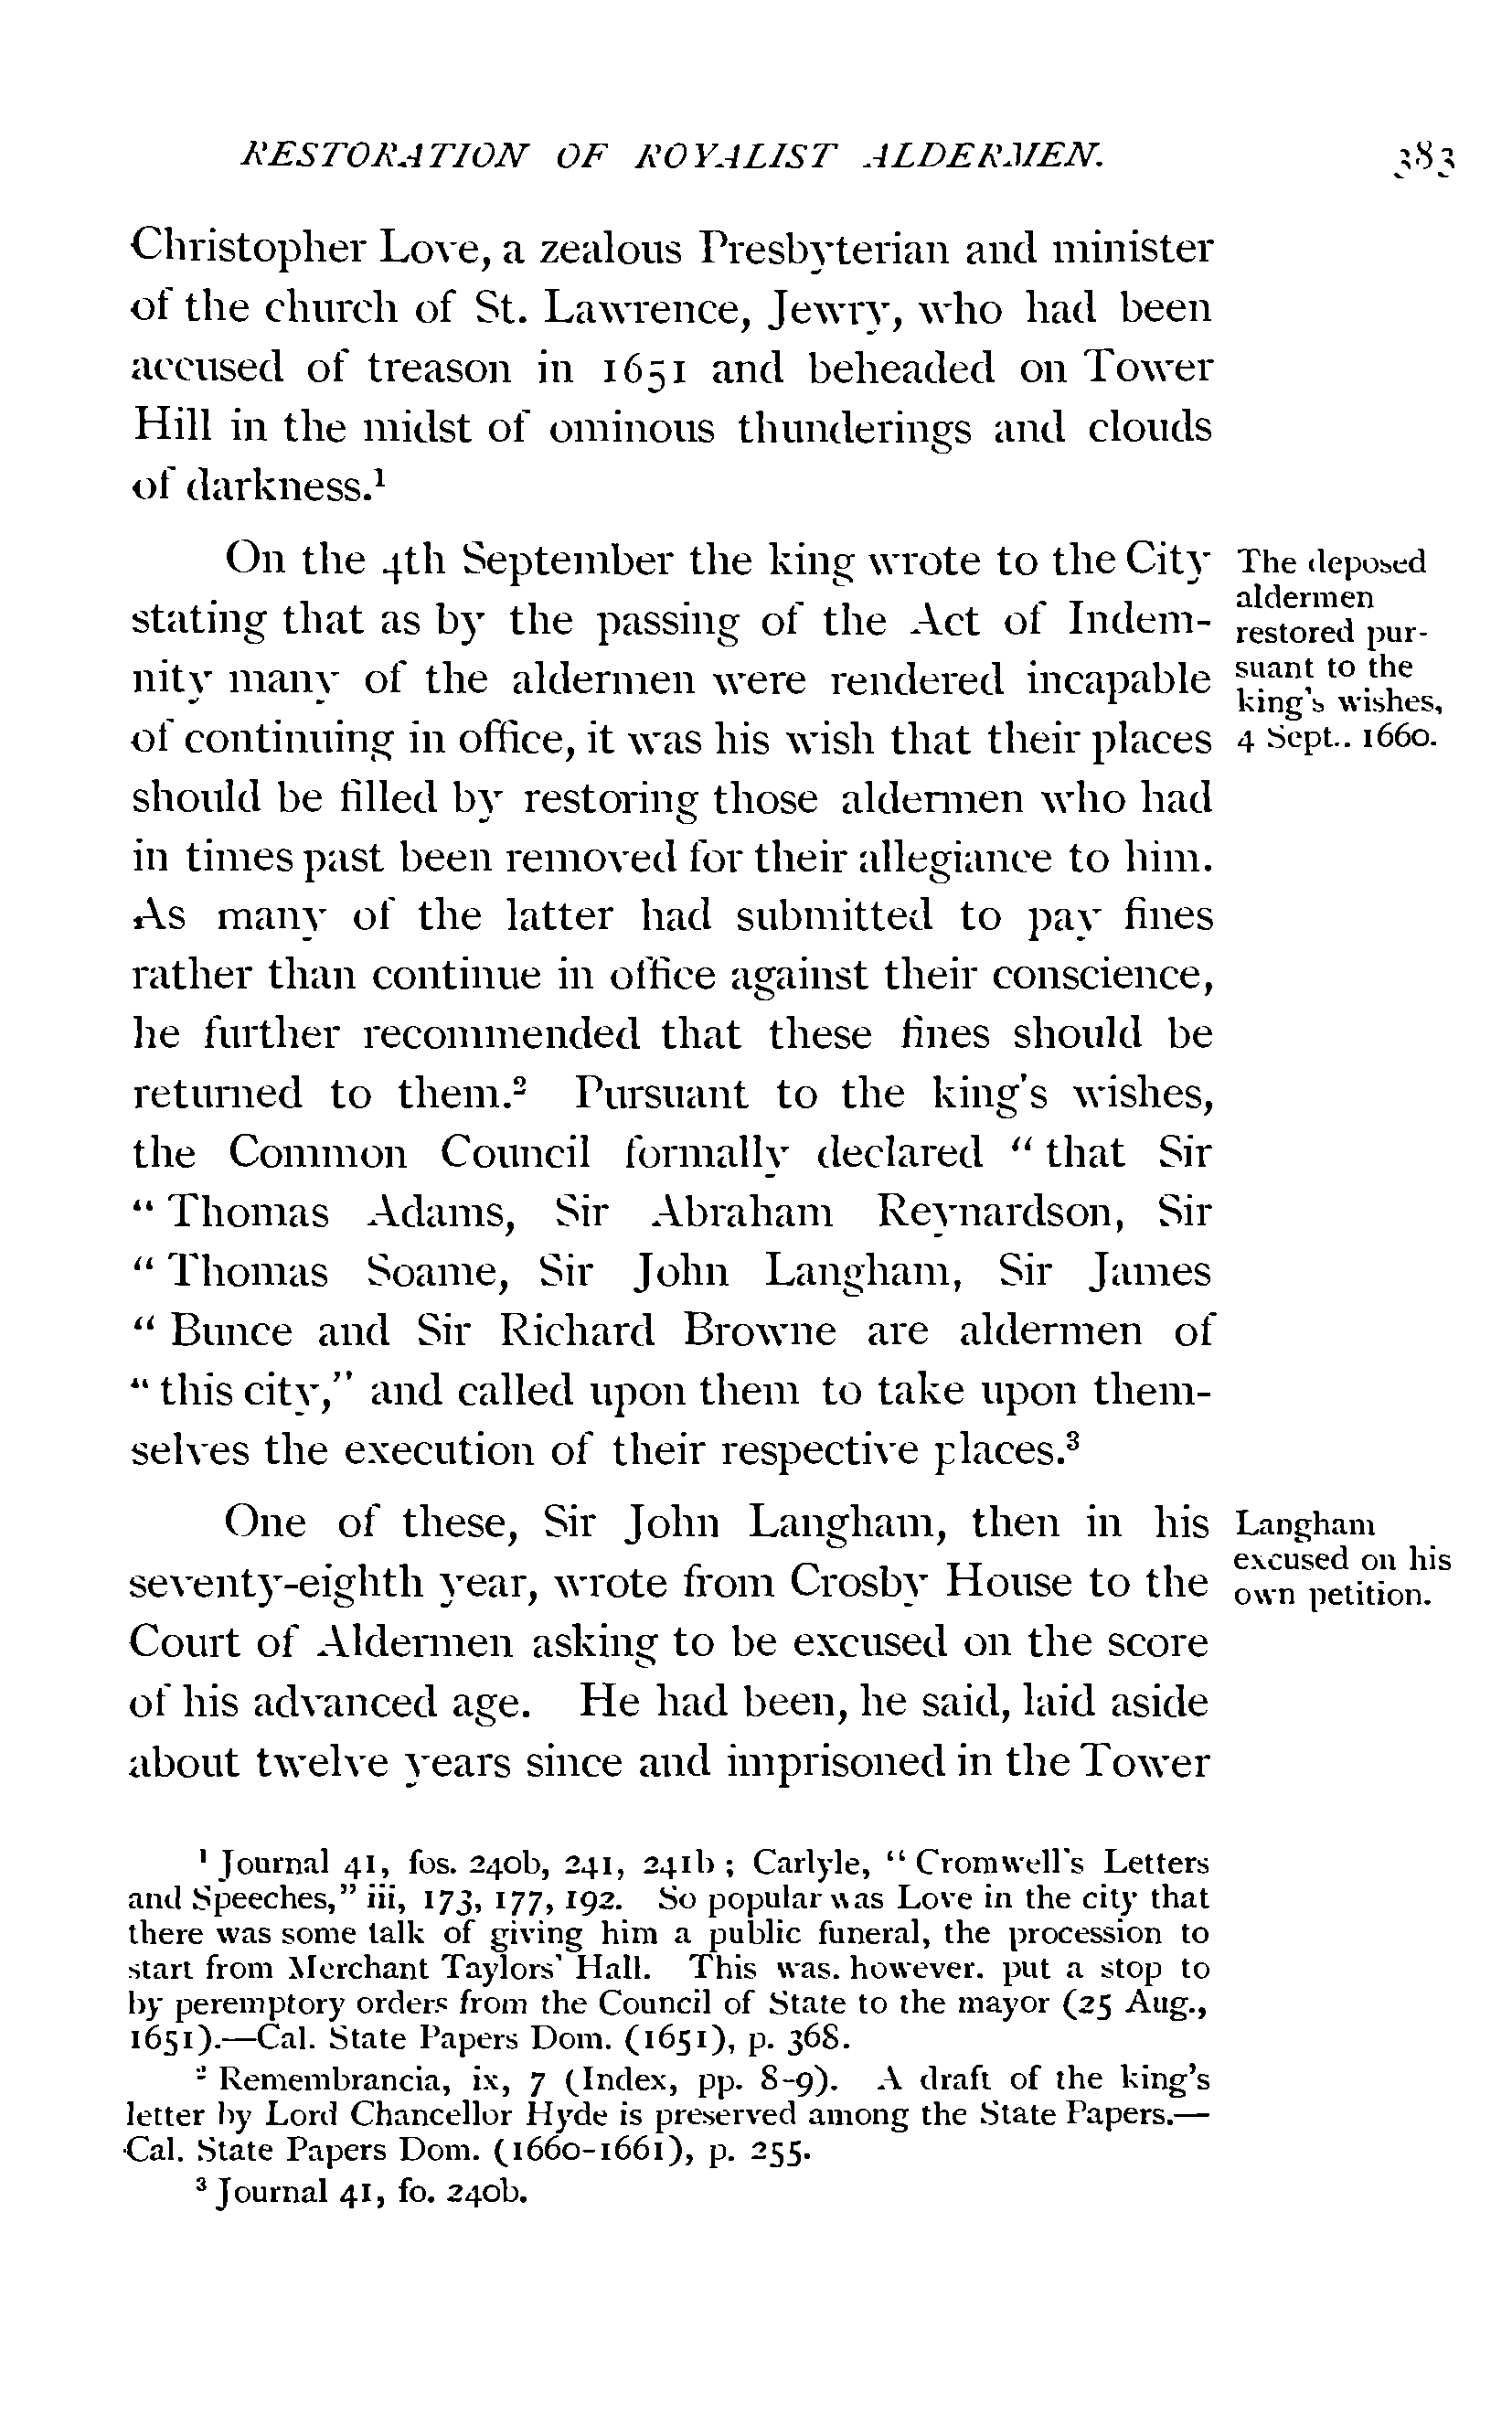 RESTORATION OF ROYALIST ALDERMEN. 383
Christopher Love, a zealous Presbyterian and minister
of the church of St. Lawrence, Jewry, who had been
accused of treason in 1651 and beheaded on Tower
Hill in the midst of ominous thunderings and clouds
of darkness.¹
On the 4th September the king wrote to the City
stating that as by the passing of the Act of Indem-
nity many of the aldermen were rendered incapable
of continuing in office, it was his wish that their places
should be filled by restoring those aldermen who had
in times past been removed for their allegiance to him.
As many of the latter had submitted to pay fines
rather than continue in office against their conscience,
he further recommended that these fines should be
returned to them.² Pursuant to the king's wishes,
the Common Council formally declared “ that Sir
“ Thomas Adams, Sir Abraham Reynardson, Sir
“ Thomas Soame, Sir John Langham, Sir James
“ Bunce and Sir Richard Browne are aldermen of
“ this city,” and called upon them to take upon them-
selves the execution of their respective places.³
The deposed
aldermen
restored pur-
suant to the
king's wishes,
4 Sept.. 1660.
One of these, Sir John Langham, then in his
seventy-eighth year, wrote from Crosby House to the
Court of Aldermen asking to be excused on the score
of his advanced age. He had been, he said, laid aside
about twelve years since and imprisoned in the Tower
Langham
excused on his
own petition.
¹ Journal 41, fos. 240b, 241, 241b ; Carlyle, “ Cromwell's Letters
and Speeches,” iii, 173, 177, 192. So popular was Love in the city that
there was some talk of giving him a public funeral, the procession to
start from Merchant Taylors' Hall. This was. however. put a stop to
by peremptory orders from the Council of State to the mayor (25 Aug.,
1651).—Cal. State Papers Dom. (1651), p. 368.
² Remembrancia, ix, 7 (Index, pp. 8-9). A draft of the king's
letter by Lord Chancellor Hyde is preserved among the State Papers.—
Cal. State Papers Dom. (1660-1661), p. 255.
³ Journal 41, fo. 240b.